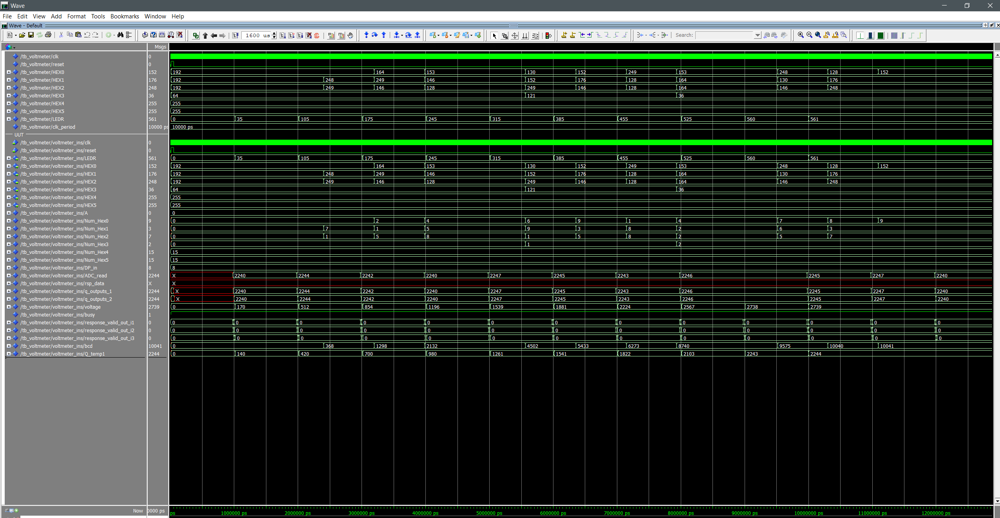 Wave
File Edit View Add Format Tools Bookmarks Window Help
Wave - Default
1600 us
Search:
Msgs
/tb_voltmeter/clk 0
/tb_voltmeter/reset 0
/tb_voltmeter/HEX0 152 192 164 153 130 152 249 153 248 128 152
/tb_voltmeter/HEX1 176 192 248 249 146 152 176 128 164 130 176
/tb_voltmeter/HEX2 248 192 249 146 128 249 146 128 164 146 248
/tb_voltmeter/HEX3 36 64 121 36
/tb_voltmeter/HEX4 255 255
/tb_voltmeter/HEX5 255 255
/tb_voltmeter/LEDR 561 0 35 105 175 245 315 385 455 525 560 561
/tb_voltmeter/clk_period 10000 ps 10000 ps
UUT
/tb_voltmeter/voltmeter_ins/clk 0
/tb_voltmeter/voltmeter_ins/reset 0
/tb_voltmeter/voltmeter_ins/LEDR 561 0 35 105 175 245 315 385 455 525 560 561
/tb_voltmeter/voltmeter_ins/HEX0 152 192 164 153 130 152 249 153 248 128 152
/tb_voltmeter/voltmeter_ins/HEX1 176 192 248 249 146 152 176 128 164 130 176
/tb_voltmeter/voltmeter_ins/HEX2 248 192 249 146 128 249 146 128 164 146 248
/tb_voltmeter/voltmeter_ins/HEX3 36 64 121 36
/tb_voltmeter/voltmeter_ins/HEX4 255 255
/tb_voltmeter/voltmeter_ins/HEX5 255 255
/tb_voltmeter/voltmeter_ins/A 0 0
/tb_voltmeter/voltmeter_ins/Num_Hex0 9 0 2 4 6 9 1 4 7 8 9
/tb_voltmeter/voltmeter_ins/Num_Hex1 3 0 7 1 5 9 3 8 2 6 3
/tb_voltmeter/voltmeter_ins/Num_Hex2 7 0 1 5 8 1 5 8 2 5 7
/tb_voltmeter/voltmeter_ins/Num_Hex3 2 0 1 2
/tb_voltmeter/voltmeter_ins/Num_Hex4 15 15
/tb_voltmeter/voltmeter_ins/Num_Hex5 15 15
/tb_voltmeter/voltmeter_ins/DP_in 8 8
/tb_voltmeter/voltmeter_ins/ADC_read 2244 X 2240 2244 2242 2240 2247 2245 2243 2246 2245 2247 2240
/tb_voltmeter/voltmeter_ins/rsp_data X X
/tb_voltmeter/voltmeter_ins/q_outputs_1 2244 X 2240 2244 2242 2240 2247 2245 2243 2246 2245 2247 2240
/tb_voltmeter/voltmeter_ins/q_outputs_2 2244 X 2240 2244 2242 2240 2247 2245 2243 2246 2245 2247 2240
/tb_voltmeter/voltmeter_ins/voltage 2739 0 170 512 854 1196 1539 1881 2224 2567 2738 2739
/tb_voltmeter/voltmeter_ins/busy 1
/tb_voltmeter/voltmeter_ins/response_valid_out_i1 0 0 0 0 0 0 0 0 0 0 0 0 0 0
/tb_voltmeter/voltmeter_ins/response_valid_out_i2 0 0 0 0 0 0 0 0 0 0 0 0 0 0
/tb_voltmeter/voltmeter_ins/response_valid_out_i3 0 0 0 0 0 0 0 0 0 0 0 0 0 0
/tb_voltmeter/voltmeter_ins/bcd 10041 0 368 1298 2132 4502 5433 6273 8740 9575 10040 10041
/tb_voltmeter/voltmeter_ins/Q_temp1 2244 0 140 420 700 980 1261 1541 1822 2103 2243 2244
Now 0000 ps ps 1000000 ps 2000000 ps 3000000 ps 4000000 ps 5000000 ps 6000000 ps 7000000 ps 8000000 ps 9000000 ps 10000000 ps 11000000 ps 12000000 ps